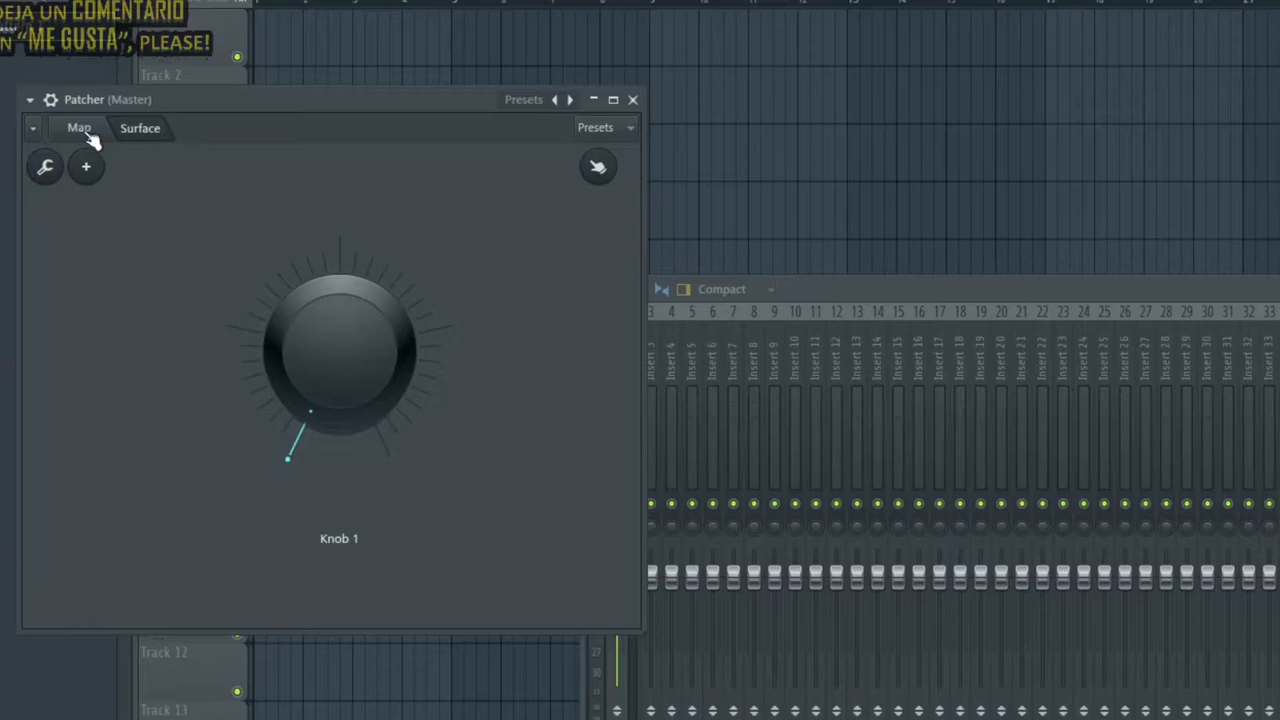 DEJA UN COMENTARIO
N "ME GUSTA", PLEASE!
Track 2
Patcher (Master)
Presets
Map
Surface
Presets
Knob 1
Compact
3 4 5 6 7 8 9 10 11 12 13 14 15 16 17 18 19 20 21 22 23 24 25 26 27 28 29 30 31 32 33
Insert 4
Insert 5
Insert 6
Insert 7
Insert 8
Insert 9
Insert 10
Insert 11
Insert 12
Insert 13
Insert 14
Insert 15
Insert 16
Insert 17
Insert 18
Insert 19
Insert 20
Insert 21
Insert 22
Insert 23
Insert 24
Insert 25
Insert 26
Insert 27
Insert 28
Insert 29
Insert 30
Insert 31
Insert 32
Insert 33
Track 12
27
30
Track 13